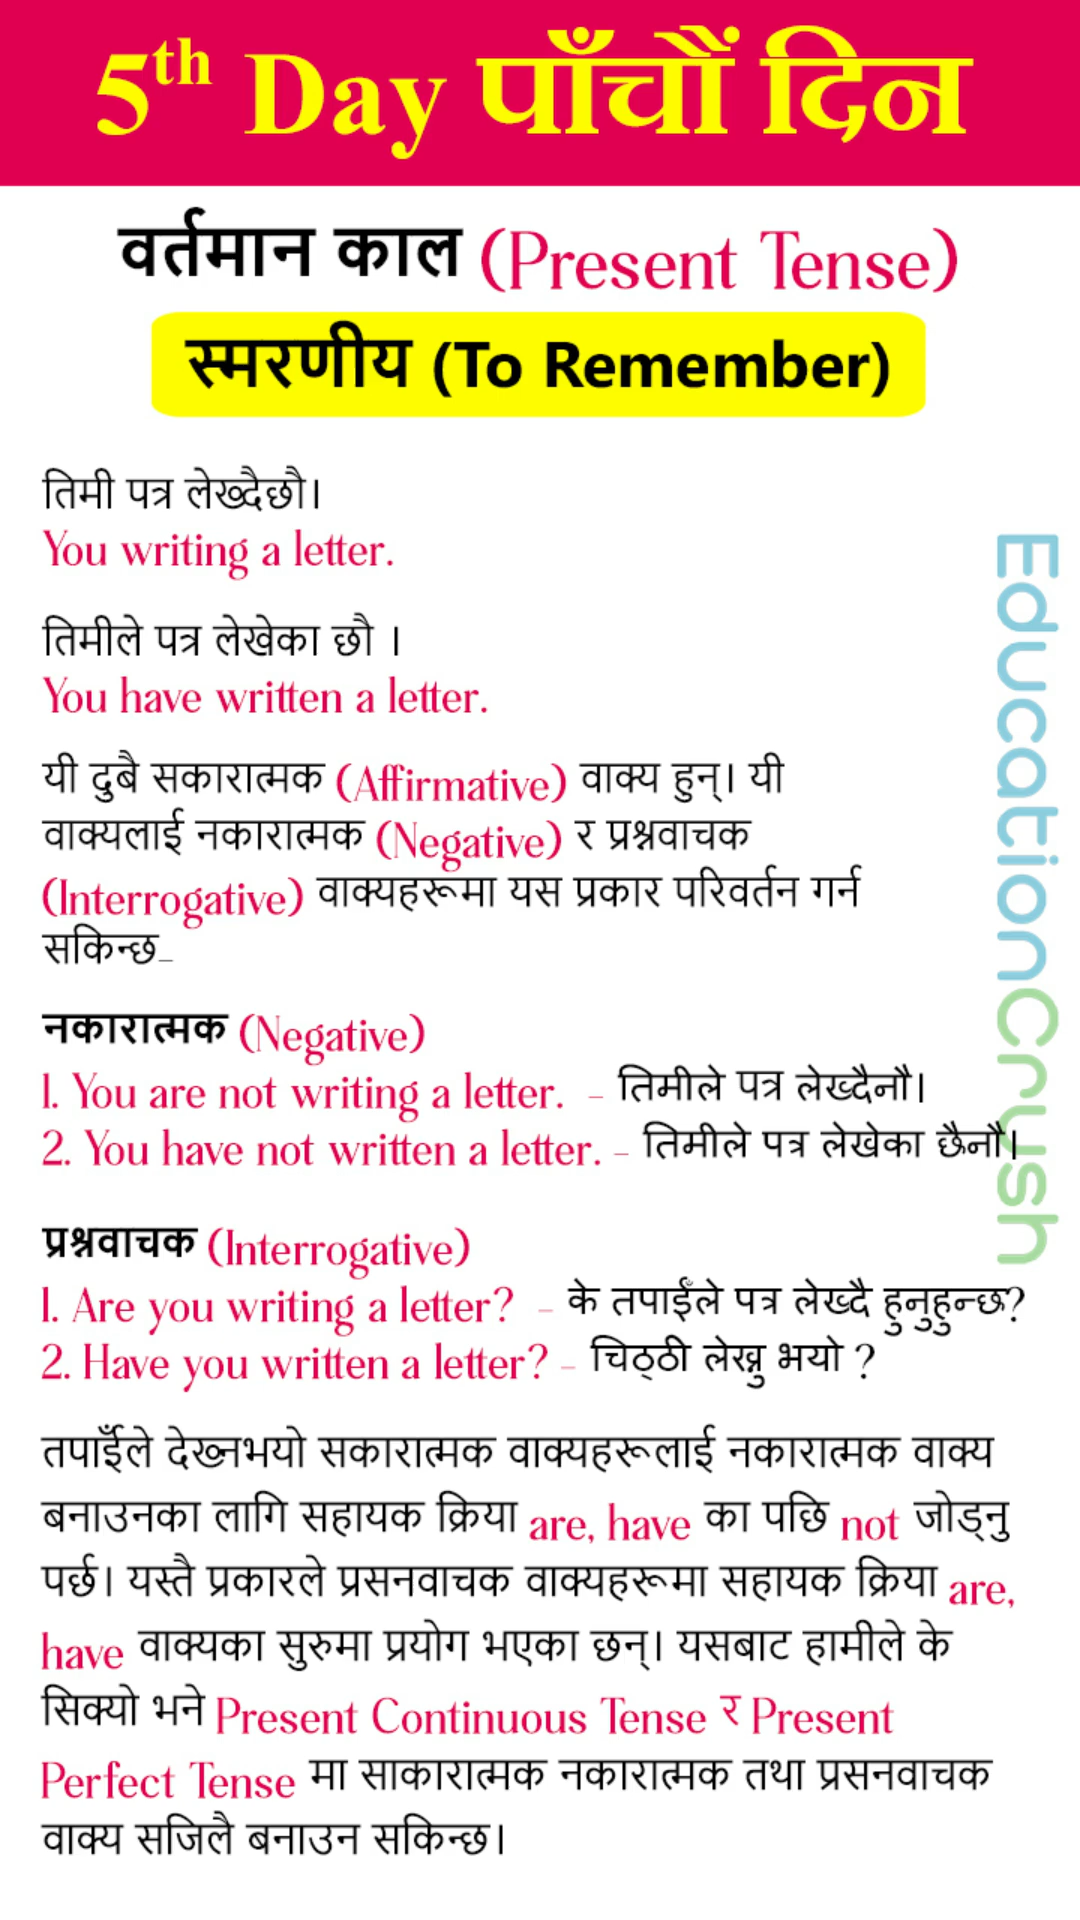 5th Day पाँचौं दिन
वर्तमान काल (Present Tense)
स्मरणीय (To Remember)
तिमी पत्र लेख्दैछौ।
You writing a letter.
तिमीले पत्र लेखेका छौ ।
You have written a letter.
यी दुबै सकारात्मक (Affirmative) वाक्य हुन्। यी
वाक्यलाई नकारात्मक (Negative) र प्रश्नवाचक
(Interrogative) वाक्यहरूमा यस प्रकार परिवर्तन गर्न
सकिन्छ–
नकारात्मक (Negative)
1. You are not writing a letter. – तिमीले पत्र लेख्दैनौ।
2. You have not written a letter. – तिमीले पत्र लेखेका छैनौ।
प्रश्नवाचक (Interrogative)
1. Are you writing a letter? – के तपाईँले पत्र लेख्दै हुनुहुन्छ?
2. Have you written a letter? – चिठ्ठी लेख्नु भयो ?
तपाईँले देख्नभयो सकारात्मक वाक्यहरूलाई नकारात्मक वाक्य
बनाउनका लागि सहायक क्रिया are, have का पछि not जोड्नु
पर्छ। यस्तै प्रकारले प्रसनवाचक वाक्यहरूमा सहायक क्रिया are,
have वाक्यका सुरुमा प्रयोग भएका छन्। यसबाट हामीले के
सिक्यो भने Present Continuous Tense र Present
Perfect Tense मा साकारात्मक नकारात्मक तथा प्रसनवाचक
वाक्य सजिलै बनाउन सकिन्छ।
EducationCrush